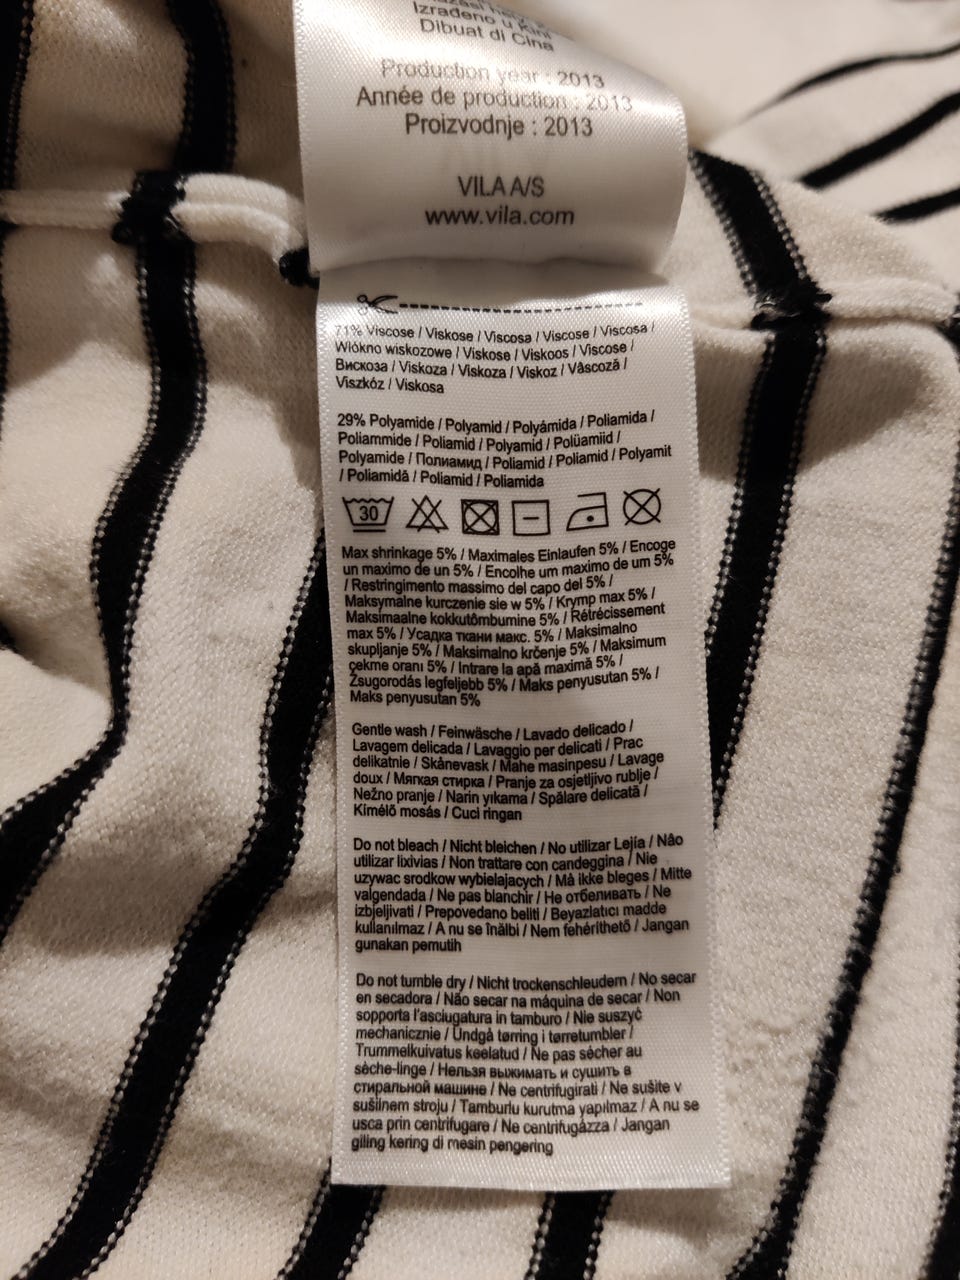 Izrađeno u Kini
Dibuat di Cina
Production year : 2013
Année de production : 2013
Proizvodnje : 2013
VILA A/S
www.vila.com
71% Viscose / Viskose / Viscosa / Viscose / Viscosa /
Włókno wiskozowe / Viskose / Viskoos / Viscose /
Вискоза / Viskoza / Viskoza / Viskoz / Vâscoză /
Viszkóz / Viskosa
29% Polyamide / Polyamid / Polyámida / Poliamida /
Poliammide / Poliamid / Polyamid / Polüamiid /
Polyamide / Полиамид / Poliamid / Poliamid / Polyamit
/ Poliamidă / Poliamid / Poliamida
30
Max shrinkage 5% / Maximales Einlaufen 5% / Encoge
un maximo de un 5% / Encolhe um maximo de um 5%
/ Restringimento massimo del capo del 5% /
Maksymalne kurczenie sie w 5% / Krymp max 5% /
Maksimaalne kokkutõmbumine 5% / Rétrécissement
max 5% / Усадка ткани макс. 5% / Maksimalno
skupljanje 5% / Maksimalno krčenje 5% / Maksimum
çekme oranı 5% / Intrare la apă maximă 5% /
Zsugorodás legfeljebb 5% / Maks penyusutan 5% /
Maks penyusutan 5%
Gentle wash / Feinwäsche / Lavado delicado /
Lavagem delicada / Lavaggio per delicati / Prac
delikatnie / Skånevask / Mahe masinpesu / Lavage
doux / Мягкая стирка / Pranje za osjetljivo rublje /
Nežno pranje / Narin yıkama / Spălare delicată /
Kimélő mosás / Cuci ringan
Do not bleach / Nicht bleichen / No utilizar Lejía / Não
utilizar lixivias / Non trattare con candeggina / Nie
uzywac srodkow wybielajacych / Må ikke bleges / Mitte
valgendada / Ne pas blanchir / Не отбеливать / Ne
izbjeljivati / Prepovedano beliti / Beyazlatıcı madde
kullanılmaz / A nu se înălbi / Nem fehéríthető / Jangan
gunakan pemutih
Do not tumble dry / Nicht trockenschleudern / No secar
en secadora / Não secar na máquina de secar / Non
sopporta l'asciugatura in tamburo / Nie suszyć
mechanicznie / Undgå tørring i tørretumbler /
Trummelkuivatus keelatud / Ne pas sécher au
sèche-linge / Нельзя выжимать и сушить в
стиральной машине / Ne centrifugirati / Ne sušite v
sušilnem stroju / Tamburlu kurutma yapılmaz / A nu se
usca prin centrifugare / Ne centrifugázza / Jangan
giling kering di mesin pengering